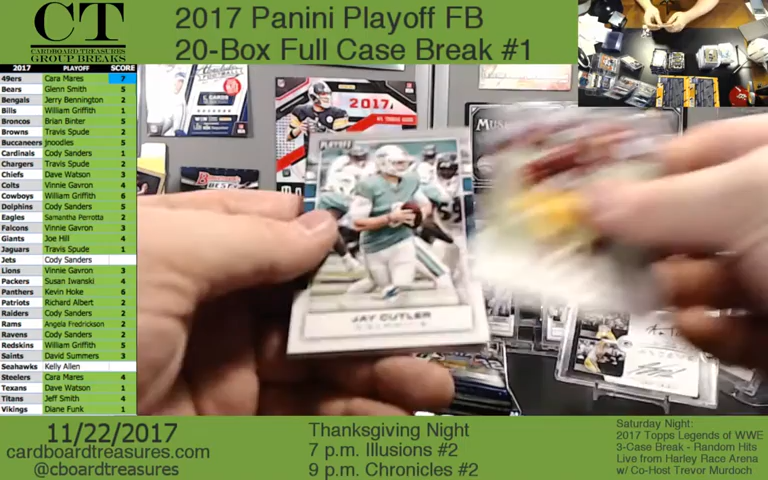 CT
CARDBOARD TREASURES
GROUP BREAKS
2017 Panini Playoff FB
20-Box Full Case Break #1
2017 PLAYOFF SCORE
49ers Cara Mares 7
Bears Glenn Smith 5
Bengals Jerry Bennington 2
Bills William Griffith 1
Broncos Brian Binter 5
Browns Travis Spude 2
Buccaneers Jnoodles 5
Cardinals Cody Sanders 1
Chargers Travis Spude 2
Chiefs Dave Watson 3
Colts Vinnie Gavron 4
Cowboys William Griffith 6
Dolphins Cody Sanders 5
Eagles Samantha Perrotta 2
Falcons Vinnie Gavron 3
Giants Joe Hill 4
Jaguars Travis Spude 1
Jets Cody Sanders
Lions Vinnie Gavron 3
Packers Susan Iwanski 4
Panthers Kevin Hoke 6
Patriots Richard Albert 2
Raiders Cody Sanders 2
Rams Angela Fredrickson 2
Ravens Cody Sanders 2
Redskins William Griffith 5
Saints David Summers 3
Seahawks Kelly Allen
Steelers Cara Mares 4
Texans Dave Watson 1
Titans Jeff Smith 4
Vikings Diane Funk 1
2017
PLAYOFF
JAY CUTLER
11/22/2017
cardboardtreasures.com
@cboardtreasures
Thanksgiving Night
7 p.m. Illusions #2
9 p.m. Chronicles #2
Saturday Night:
2017 Topps Legends of WWE
3-Case Break - Random Hits
Live from Harley Race Arena
w/ Co-Host Trevor Murdoch